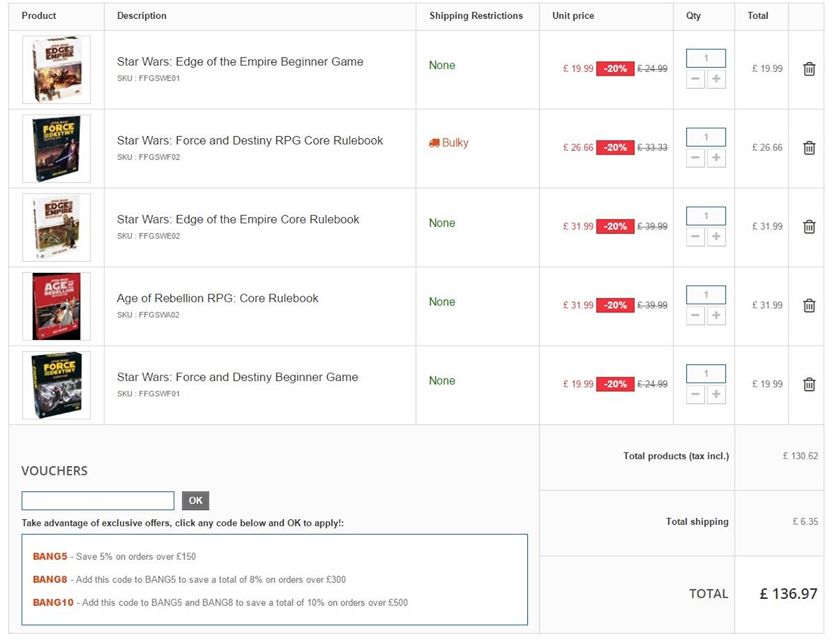 Product Description Shipping Restrictions Unit price Qty Total
EDGE OF THE EMPIRE
Star Wars: Edge of the Empire Beginner Game
SKU : FFGSWE01
None
£ 19.99 -20% £ 24.99
1
£ 19.99
FORCE AND DESTINY
Star Wars: Force and Destiny RPG Core Rulebook
SKU : FFGSWF02
Bulky
£ 26.66 -20% £ 33.33
1
£ 26.66
EDGE OF THE EMPIRE
Star Wars: Edge of the Empire Core Rulebook
SKU : FFGSWE02
None
£ 31.99 -20% £ 39.99
1
£ 31.99
AGE OF REBELLION
Age of Rebellion RPG: Core Rulebook
SKU : FFGSWA02
None
£ 31.99 -20% £ 39.99
1
£ 31.99
FORCE AND DESTINY
Star Wars: Force and Destiny Beginner Game
SKU : FFGSWF01
None
£ 19.99 -20% £ 24.99
1
£ 19.99
Total products (tax incl.) £ 130.62
Total shipping £ 6.35
TOTAL £ 136.97
VOUCHERS
OK
Take advantage of exclusive offers, click any code below and OK to apply!:
BANG5 - Save 5% on orders over £150
BANG8 - Add this code to BANG5 to save a total of 8% on orders over £300
BANG10 - Add this code to BANG5 and BANG8 to save a total of 10% on orders over £500